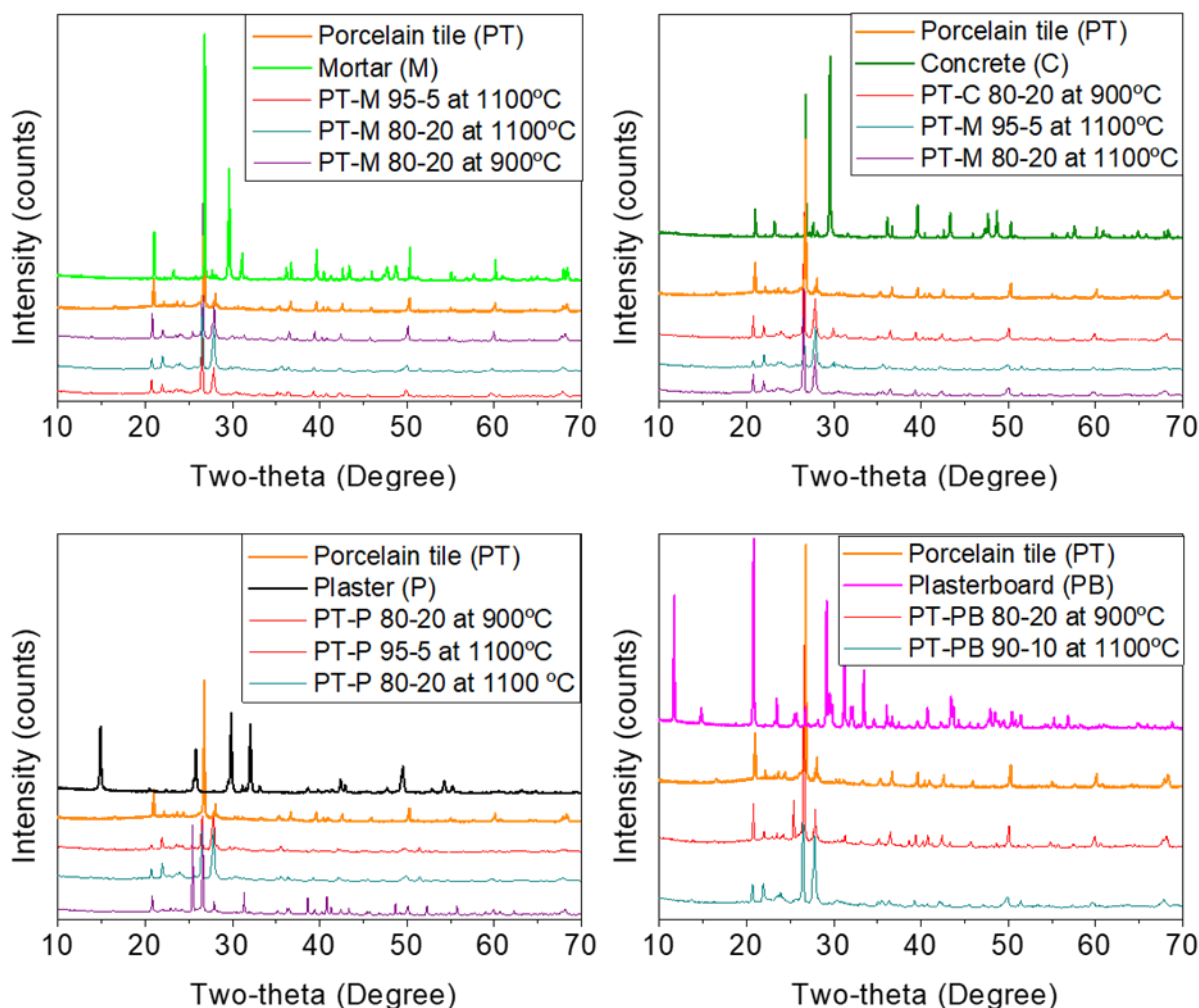 Porcelain tile (PT)
Mortar (M)
PT-M 95-5 at 1100ºC
PT-M 80-20 at 1100ºC
PT-M 80-20 at 900ºC
Intensity (counts)
10 20 30 40 50 60 70
Two-theta (Degree)
Porcelain tile (PT)
Concrete (C)
PT-C 80-20 at 900ºC
PT-M 95-5 at 1100ºC
PT-M 80-20 at 1100ºC
Intensity (counts)
10 20 30 40 50 60 70
Two-theta (Degree)
Porcelain tile (PT)
Plaster (P)
PT-P 80-20 at 900ºC
PT-P 95-5 at 1100ºC
PT-P 80-20 at 1100 ºC
Intensity (counts)
10 20 30 40 50 60 70
Two-theta (Degree)
Porcelain tile (PT)
Plasterboard (PB)
PT-PB 80-20 at 900ºC
PT-PB 90-10 at 1100ºC
Intensity (counts)
10 20 30 40 50 60 70
Two-theta (Degree)